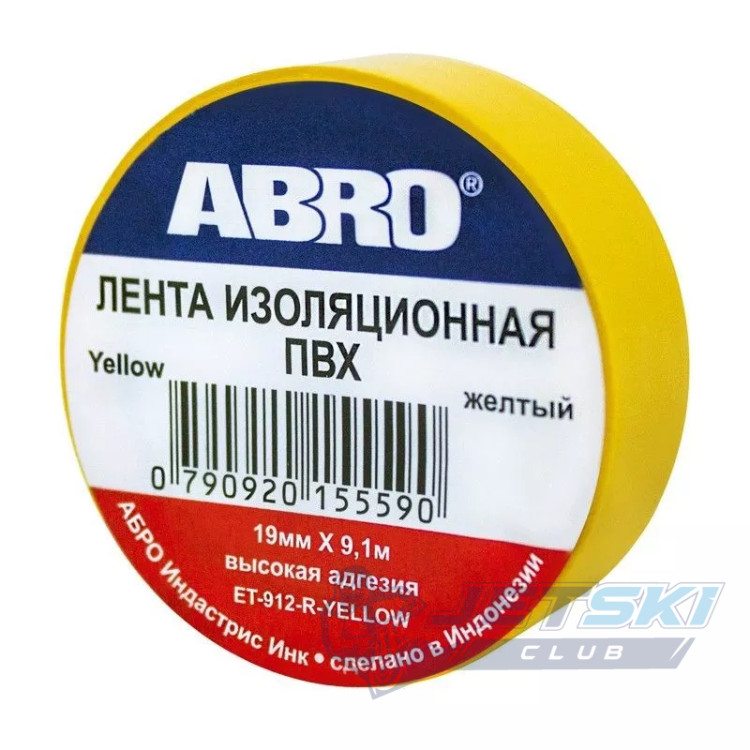 ABRO®
ЛЕНТА ИЗОЛЯЦИОННАЯ
ПВХ
Yellow
желтый
0 790920 155590
19мм X 9,1м
высокая адгезия
ET-912-R-YELLOW
АБРО Индастрис Инк • сделано в Индонезии
JETSKI
CLUB